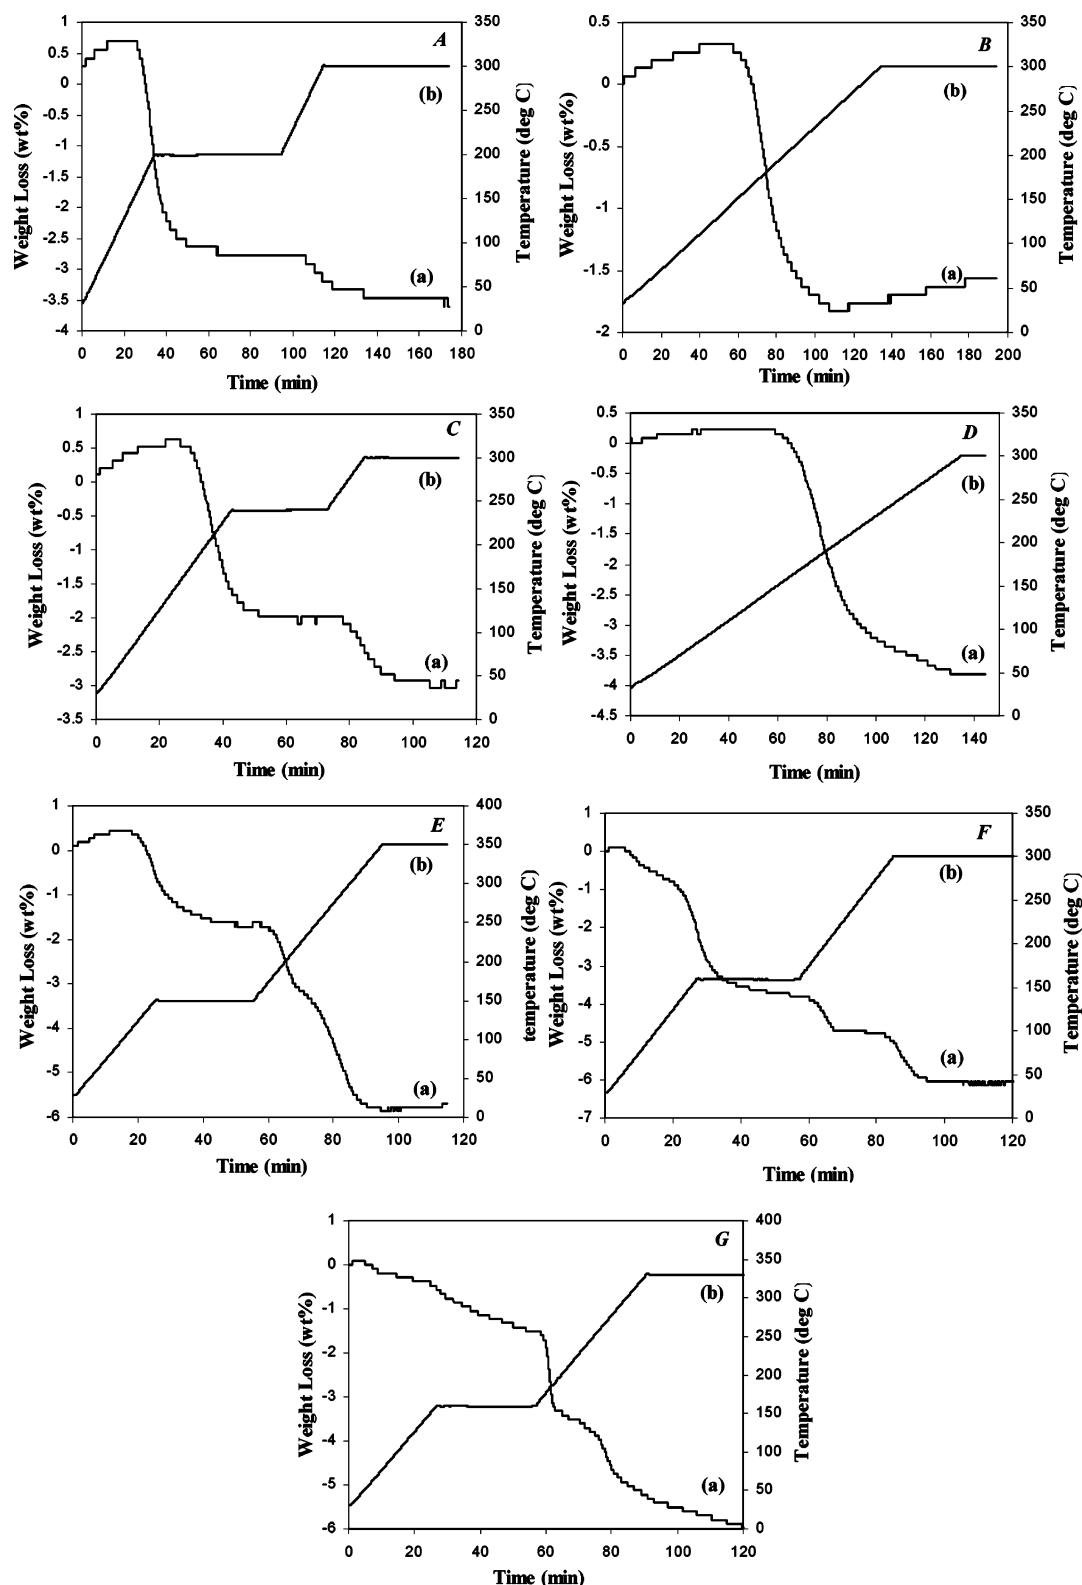 A
Weight Loss (wt%)
1
0.5
0
-0.5
-1
-1.5
-2
-2.5
-3
-3.5
-4
350
300
250
200
150
100
50
0
Temperature (deg C)
(b)
(a)
0 20 40 60 80 100 120 140 160 180
Time (min)
B
Weight Loss (wt%)
0.5
0
-0.5
-1
-1.5
-2
350
300
250
200
150
100
50
0
Temperature (deg C)
(b)
(a)
0 20 40 60 80 100 120 140 160 180 200
Time (min)
C
Weight Loss (wt%)
1
0.5
0
-0.5
-1
-1.5
-2
-2.5
-3
-3.5
350
300
250
200
150
100
50
0
Temperature (deg C)
(b)
(a)
0 20 40 60 80 100 120
Time (min)
D
Weight Loss (wt%)
0.5
0
-0.5
-1
-1.5
-2
-2.5
-3
-3.5
-4
-4.5
350
300
250
200
150
100
50
0
Temperature (deg C)
(b)
(a)
0 20 40 60 80 100 120 140
Time (min)
E
Weight Loss (wt%)
1
0
-1
-2
-3
-4
-5
-6
400
350
300
250
200
150
100
50
0
temperature (deg C)
(b)
(a)
0 20 40 60 80 100 120
Time (min)
F
Weight Loss (wt%)
1
0
-1
-2
-3
-4
-5
-6
-7
350
300
250
200
150
100
50
0
Temperature (deg C)
(b)
(a)
0 20 40 60 80 100 120
Time (min)
G
Weight Loss (wt%)
1
0
-1
-2
-3
-4
-5
-6
400
350
300
250
200
150
100
50
0
Temperature (deg C)
(b)
(a)
0 20 40 60 80 100 120
Time (min)